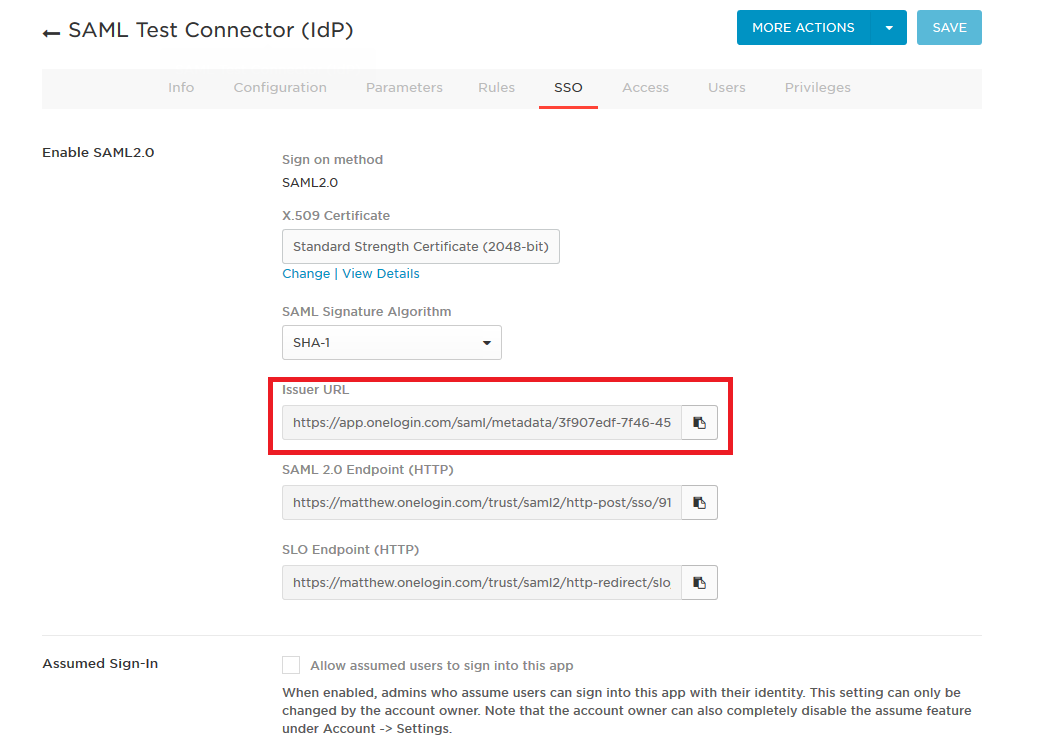 SAML Test Connector (IdP)
MORE ACTIONS
SAVE
Info Configuration Parameters Rules SSO Access Users Privileges
Enable SAML2.0
Sign on method
SAML2.0
X.509 Certificate
Standard Strength Certificate (2048-bit)
Change | View Details
SAML Signature Algorithm
SHA-1
Issuer URL
https://app.onelogin.com/saml/metadata/3f907edf-7f46-45
SAML 2.0 Endpoint (HTTP)
https://matthew.onelogin.com/trust/saml2/http-post/sso/91
SLO Endpoint (HTTP)
https://matthew.onelogin.com/trust/saml2/http-redirect/slo
Assumed Sign-In
Allow assumed users to sign into this app
When enabled, admins who assume users can sign into this app with their identity. This setting can only be
changed by the account owner. Note that the account owner can also completely disable the assume feature
under Account -> Settings.